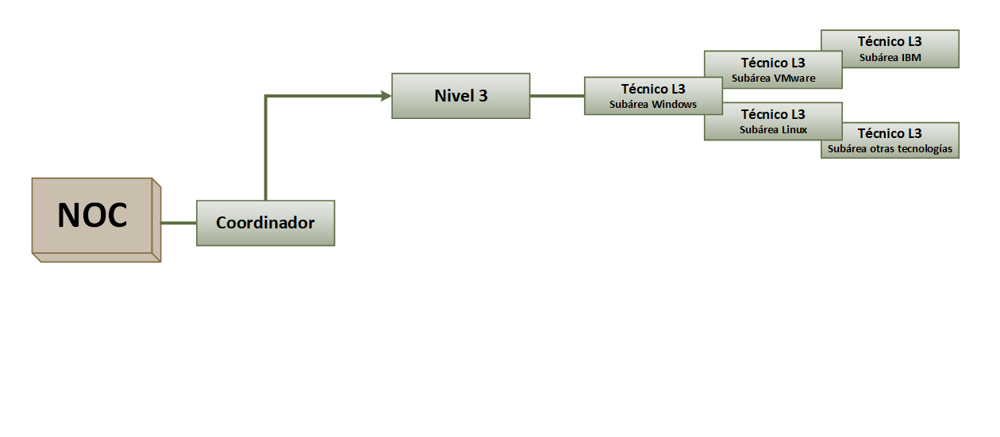 NOC
Coordinador
Nivel 3
Técnico L3
Subárea Windows
Técnico L3
Subárea VMware
Técnico L3
Subárea IBM
Técnico L3
Subárea Linux
Técnico L3
Subárea otras tecnologías